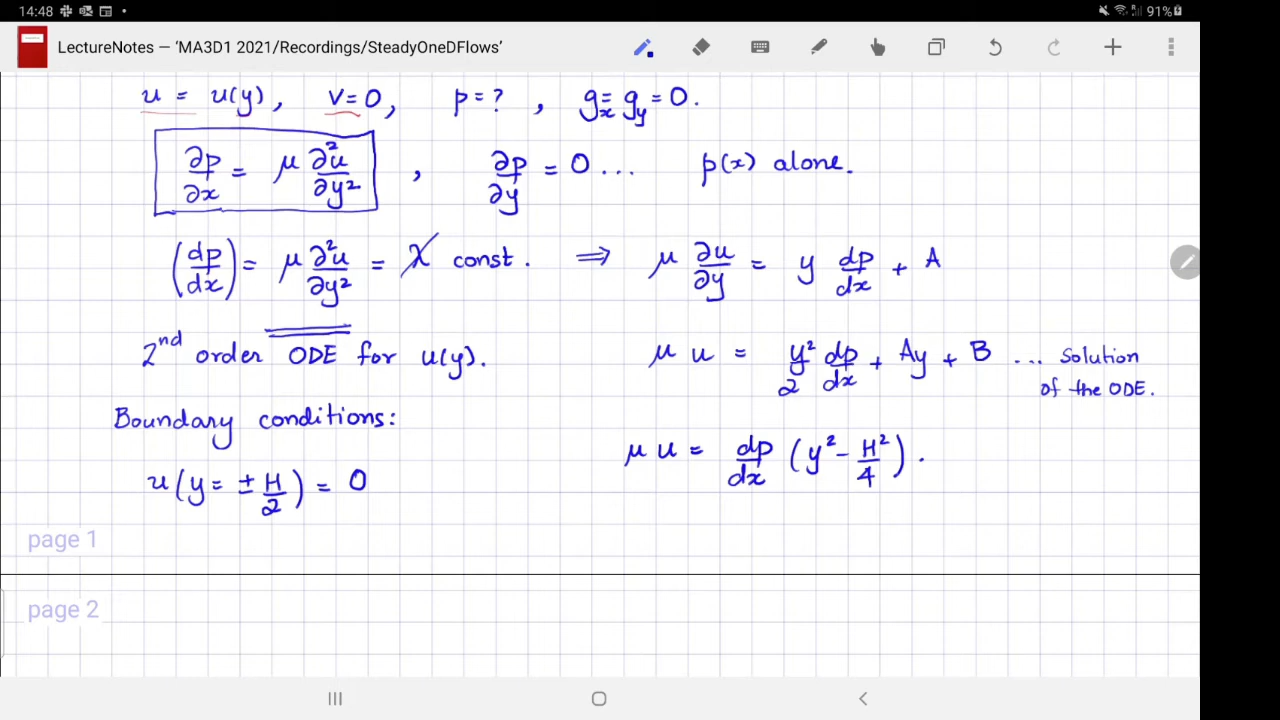 14:48
91%
LectureNotes — ‘MA3D1 2021/Recordings/SteadyOneDFlows’
u = u(y), v=0, p=?, g_x = g_y = 0.
∂p/∂x = μ ∂²u/∂y², ∂p/∂y = 0 ... p(x) alone.
(dp/dx) = μ ∂²u/∂y² = χ const. ⟹ μ ∂u/∂y = y dp/dx + A
2nd order ODE for u(y).
μ u = y²/2 dp/dx + Ay + B ... solution
of the ODE.
Boundary conditions:
μ u = dp/dx (y² - H²/4).
u(y = ± H/2) = 0
page 1
page 2